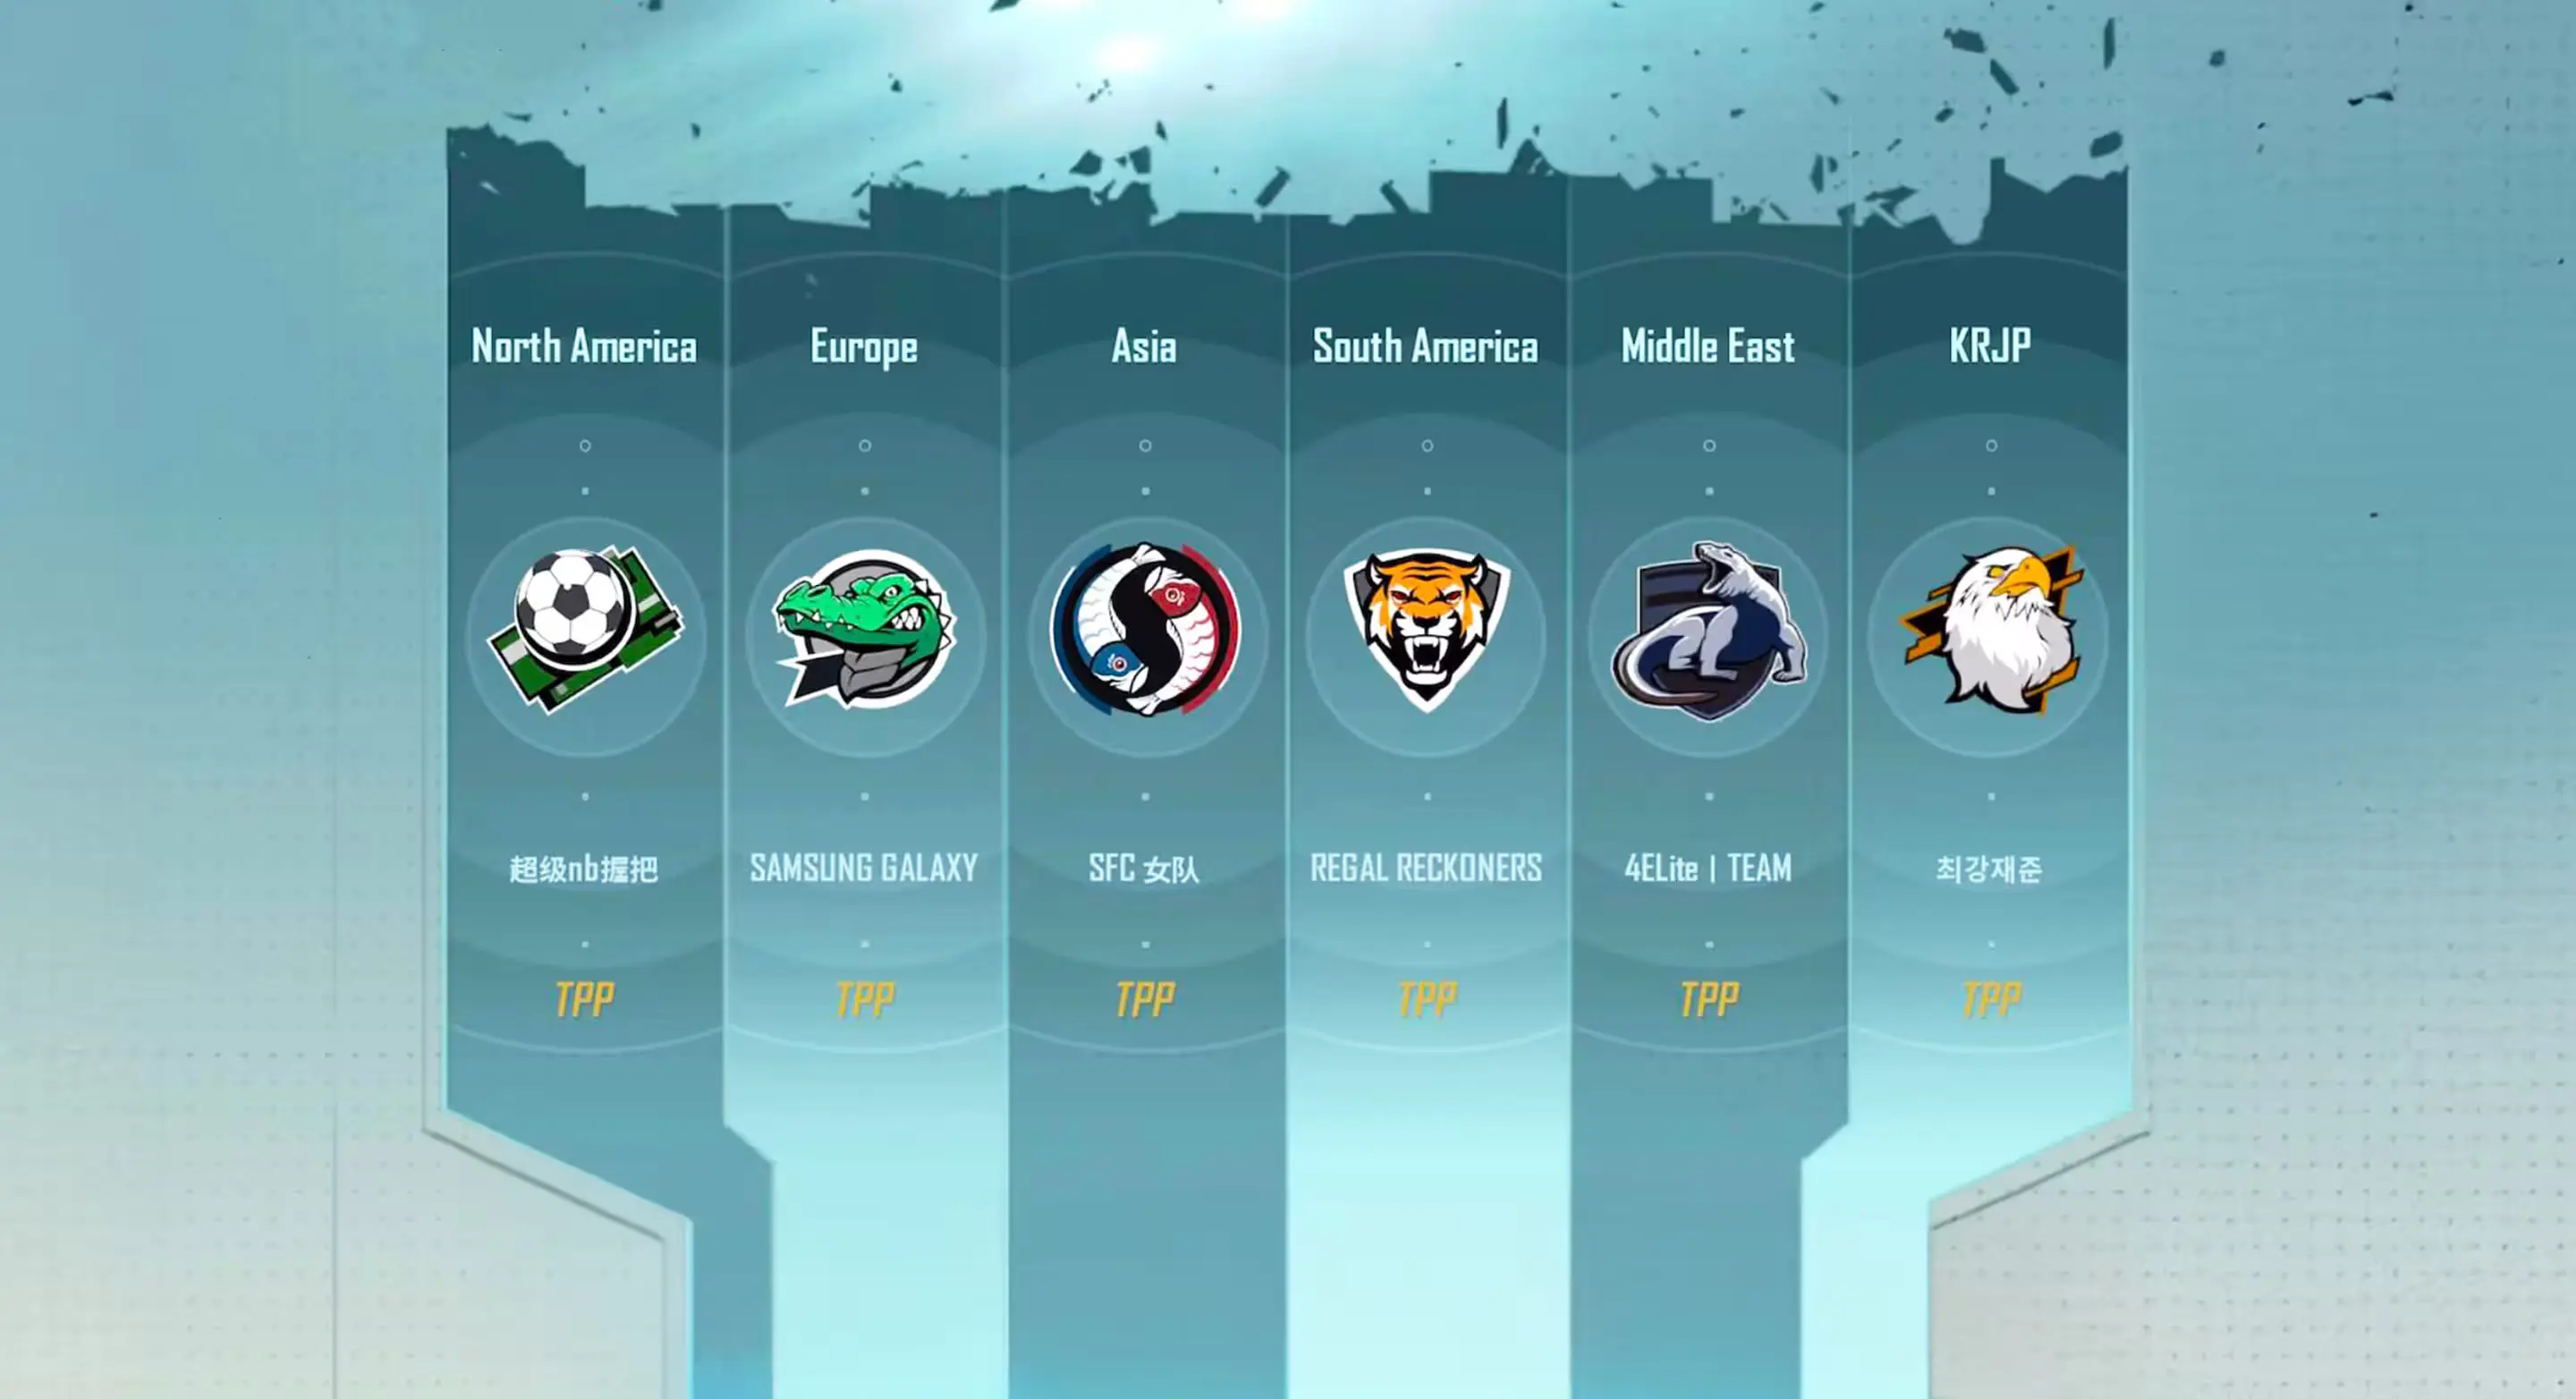 North America
Europe
Asia
South America
Middle East
KRJP
超级nb握把
SAMSUNG GALAXY
SFC 女队
REGAL RECKONERS
4ELite | TEAM
최강재준
TPP
TPP
TPP
TPP
TPP
TPP